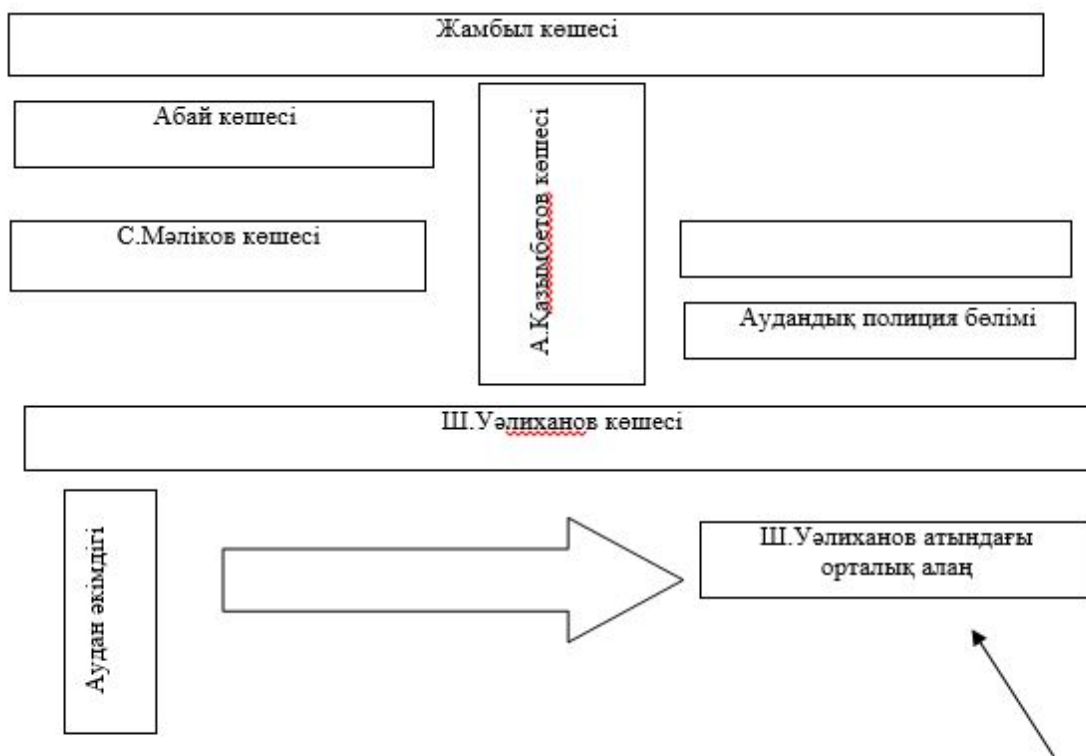 Жамбыл көшесі
Абай көшесі
А.Қазымбетов көшесі
С.Мәліков көшесі
Аудандық полиция бөлімі
Ш.Уәлиханов көшесі
Аудан әкімдігі
Ш.Уәлиханов атындағы
орталық алаң